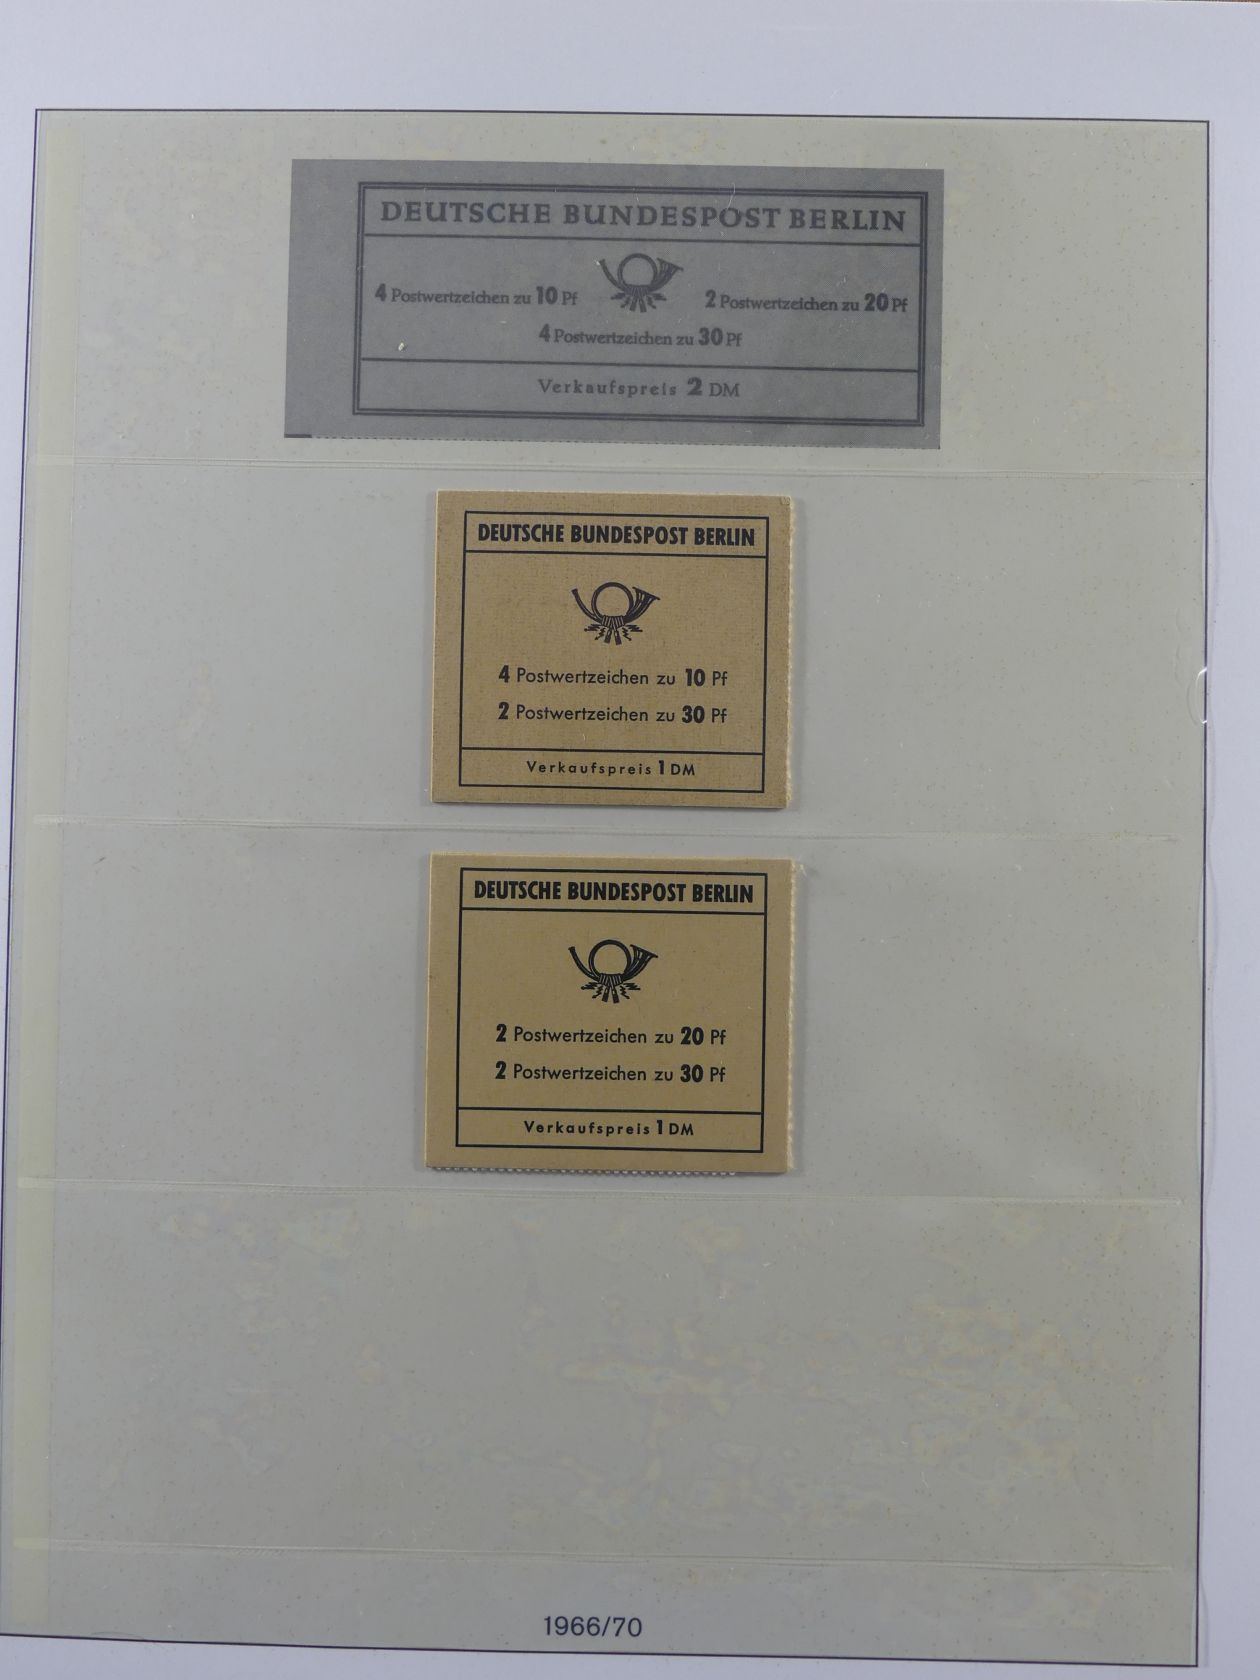 DEUTSCHE BUNDESPOST BERLIN
4 Postwertzeichen zu 10 Pf
2 Postwertzeichen zu 20 Pf
4 Postwertzeichen zu 30 Pf
Verkaufspreis 2 DM
DEUTSCHE BUNDESPOST BERLIN
4 Postwertzeichen zu 10 Pf
2 Postwertzeichen zu 30 Pf
Verkaufspreis 1 DM
DEUTSCHE BUNDESPOST BERLIN
2 Postwertzeichen zu 20 Pf
2 Postwertzeichen zu 30 Pf
Verkaufspreis 1 DM
1966/70